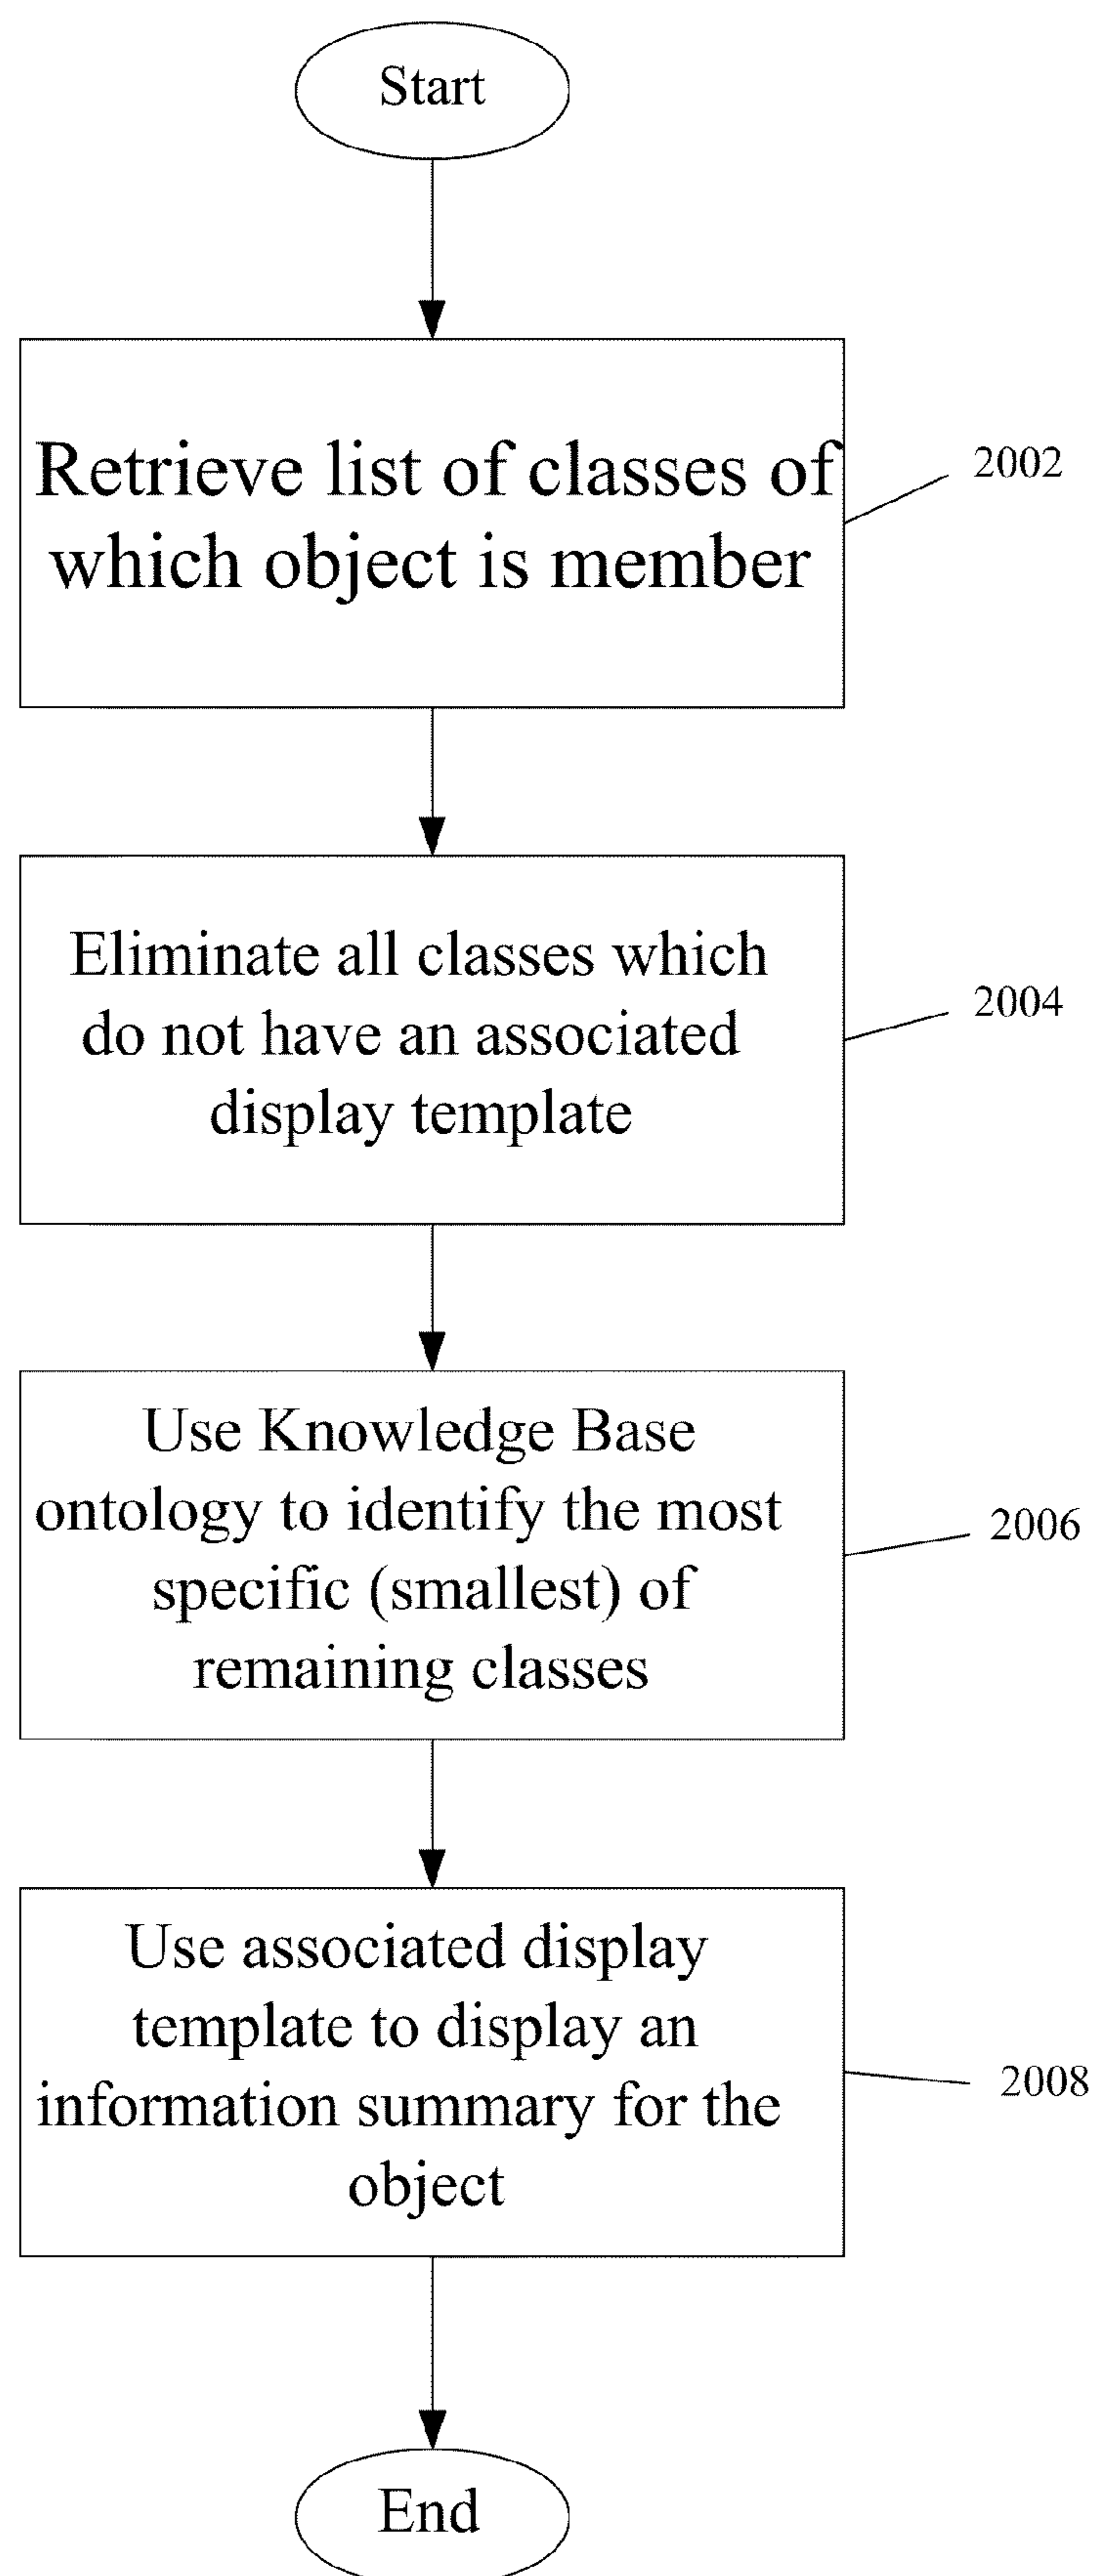 Start
Retrieve list of classes of
which object is member
2002
Eliminate all classes which
do not have an associated
display template
2004
Use Knowledge Base
ontology to identify the most
specific (smallest) of
remaining classes
2006
Use associated display
template to display an
information summary for the
object
2008
End